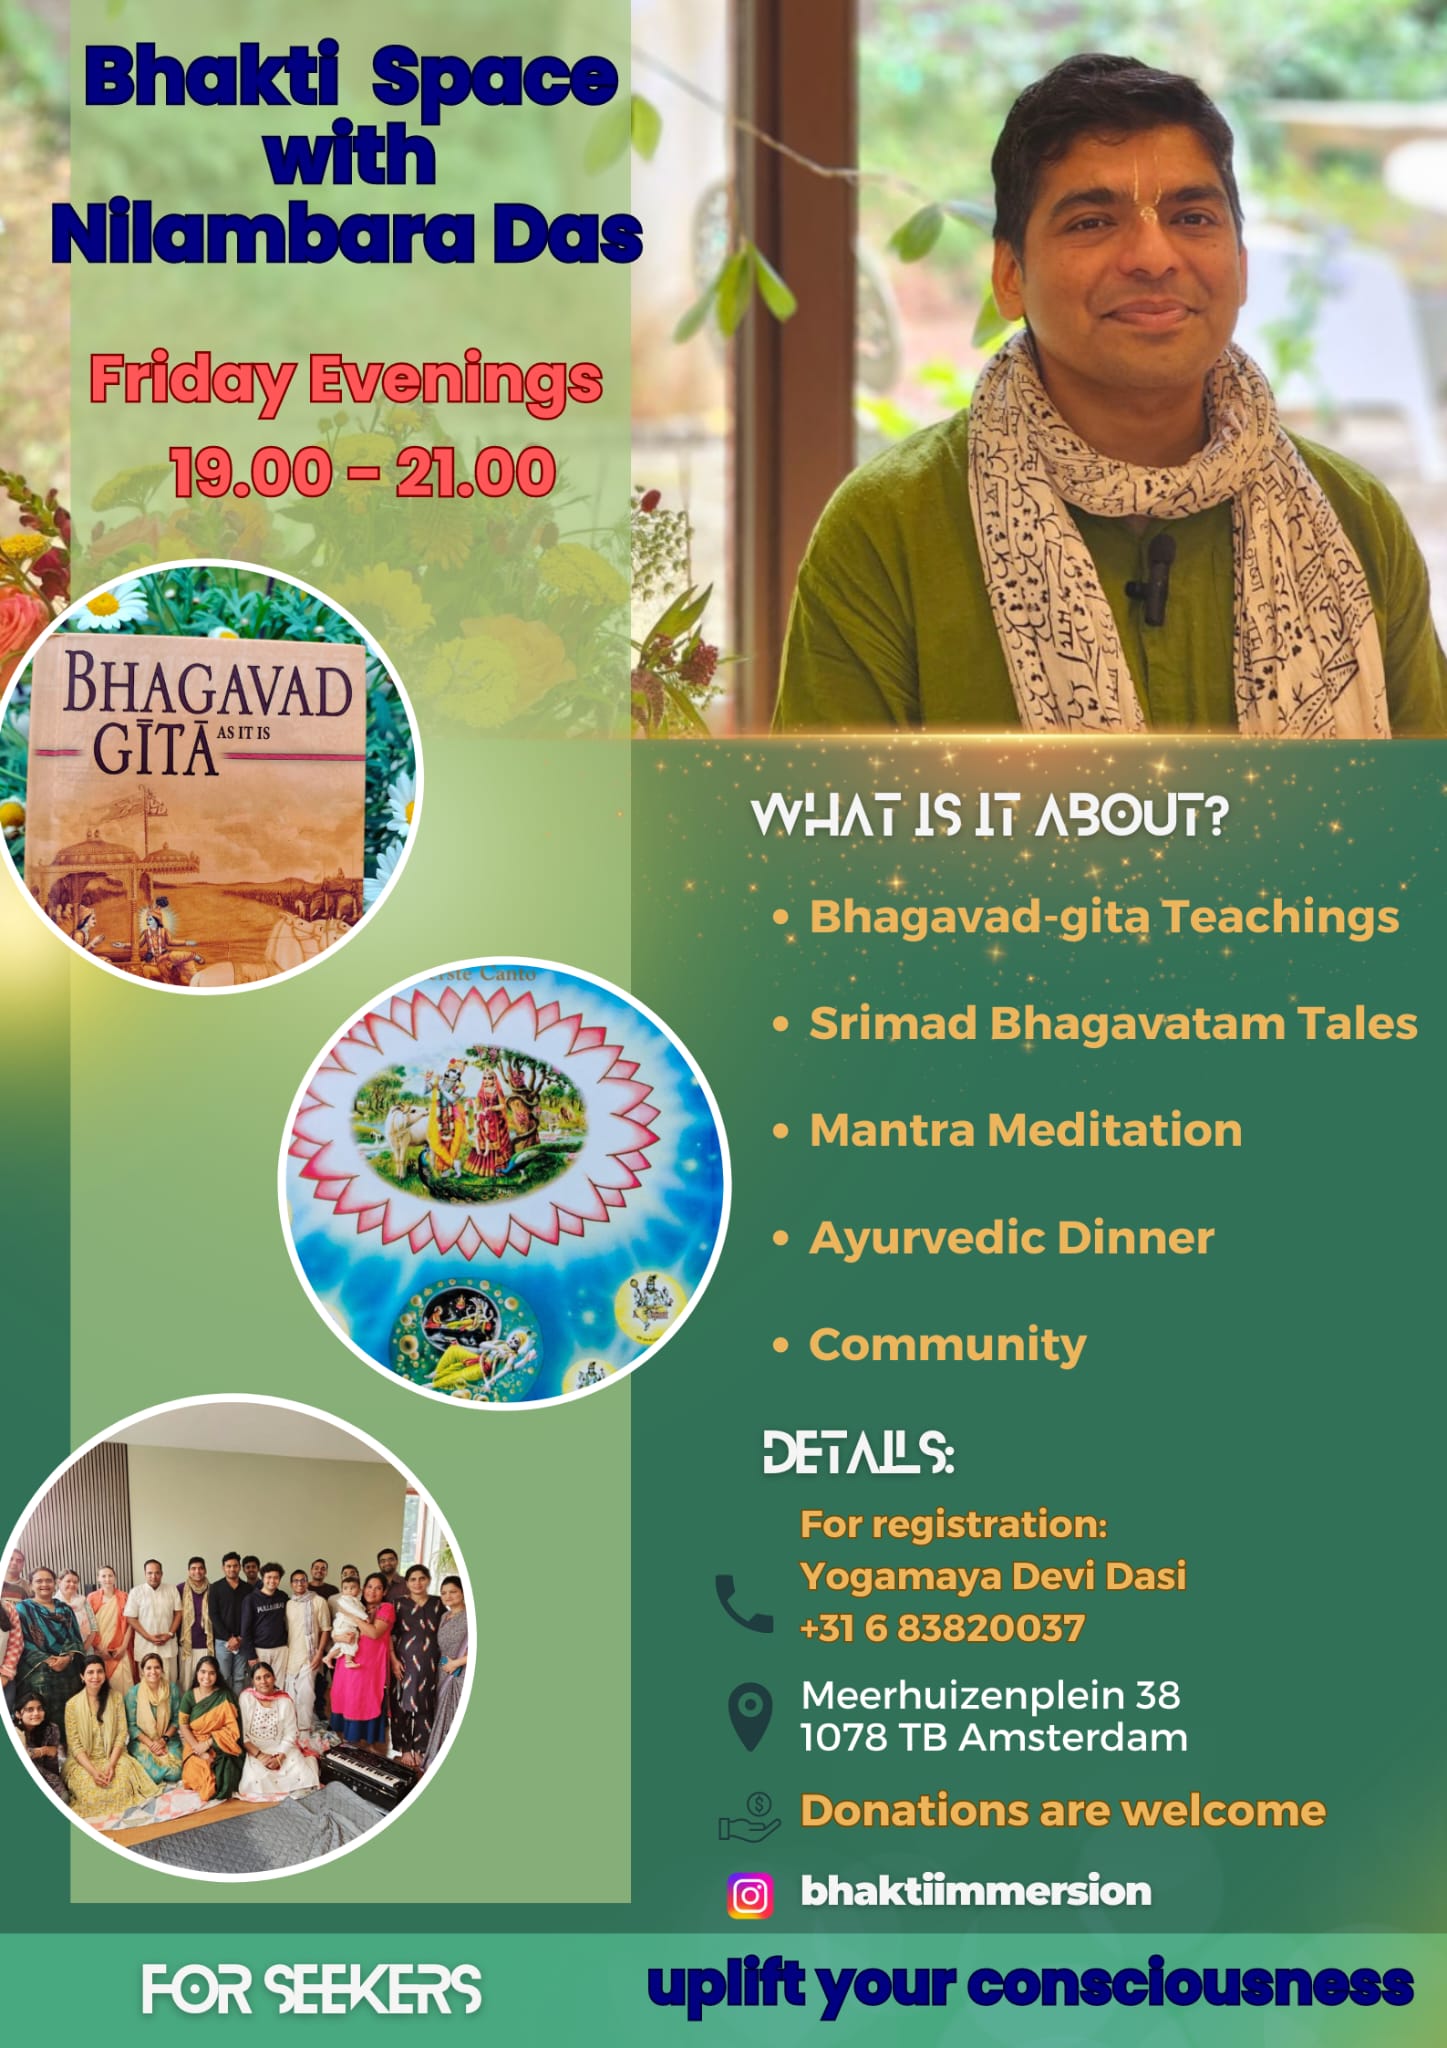 Bhakti Space
with
Nilambara Das
Friday Evenings
19.00 – 21.00
BHAGAVAD
GĪTĀ AS IT IS
Canto
WHAT IS IT ABOUT?
• Bhagavad-gita Teachings
• Srimad Bhagavatam Tales
• Mantra Meditation
• Ayurvedic Dinner
• Community
DETAILS:
For registration:
Yogamaya Devi Dasi
+31 6 83820037
Meerhuizenplein 38
1078 TB Amsterdam
$
Donations are welcome
bhaktiimmersion
FOR SEEKERS
uplift your consciousness